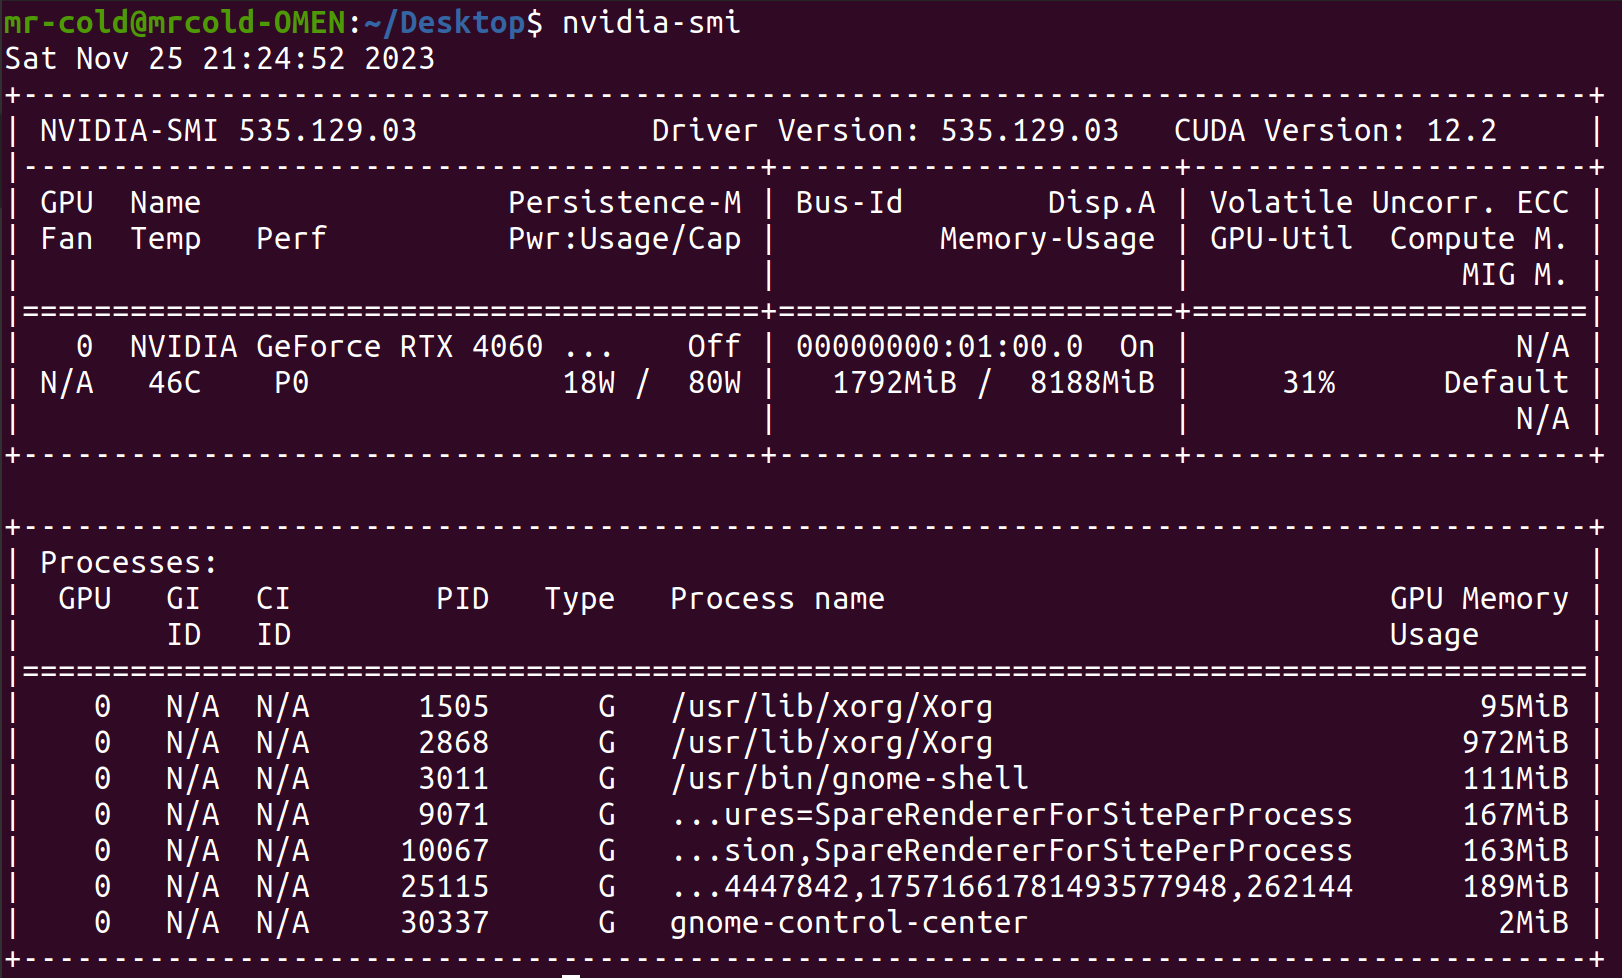 mr-cold@mrcold-OMEN:~/Desktop$ nvidia-smi
Sat Nov 25 21:24:52 2023
+---------------------------------------------------------------------------------------+
| NVIDIA-SMI 535.129.03             Driver Version: 535.129.03   CUDA Version: 12.2     |
|-----------------------------------------+----------------------+----------------------+
| GPU  Name                       Persistence-M | Bus-Id        Disp.A | Volatile Uncorr. ECC |
| Fan  Temp   Perf          Pwr:Usage/Cap |         Memory-Usage | GPU-Util  Compute M. |
|                                         |                      |               MIG M. |
|=========================================+======================+======================|
|   0  NVIDIA GeForce RTX 4060 ...    Off | 00000000:01:00.0  On |                  N/A |
| N/A   46C    P0              18W /  80W |   1792MiB /  8188MiB |     31%      Default |
|                                         |                      |                  N/A |
+-----------------------------------------+----------------------+----------------------+
+---------------------------------------------------------------------------------------+
| Processes:                                                                            |
|  GPU   GI   CI        PID   Type   Process name                            GPU Memory |
|        ID   ID                                                             Usage      |
|=======================================================================================|
|    0   N/A  N/A      1505      G   /usr/lib/xorg/Xorg                           95MiB |
|    0   N/A  N/A      2868      G   /usr/lib/xorg/Xorg                          972MiB |
|    0   N/A  N/A      3011      G   /usr/bin/gnome-shell                        111MiB |
|    0   N/A  N/A      9071      G   ...ures=SpareRendererForSitePerProcess      167MiB |
|    0   N/A  N/A     10067      G   ...sion,SpareRendererForSitePerProcess      163MiB |
|    0   N/A  N/A     25115      G   ...4447842,17571661781493577948,262144      189MiB |
|    0   N/A  N/A     30337      G   gnome-control-center                          2MiB |
+---------------------------------------------------------------------------------------+